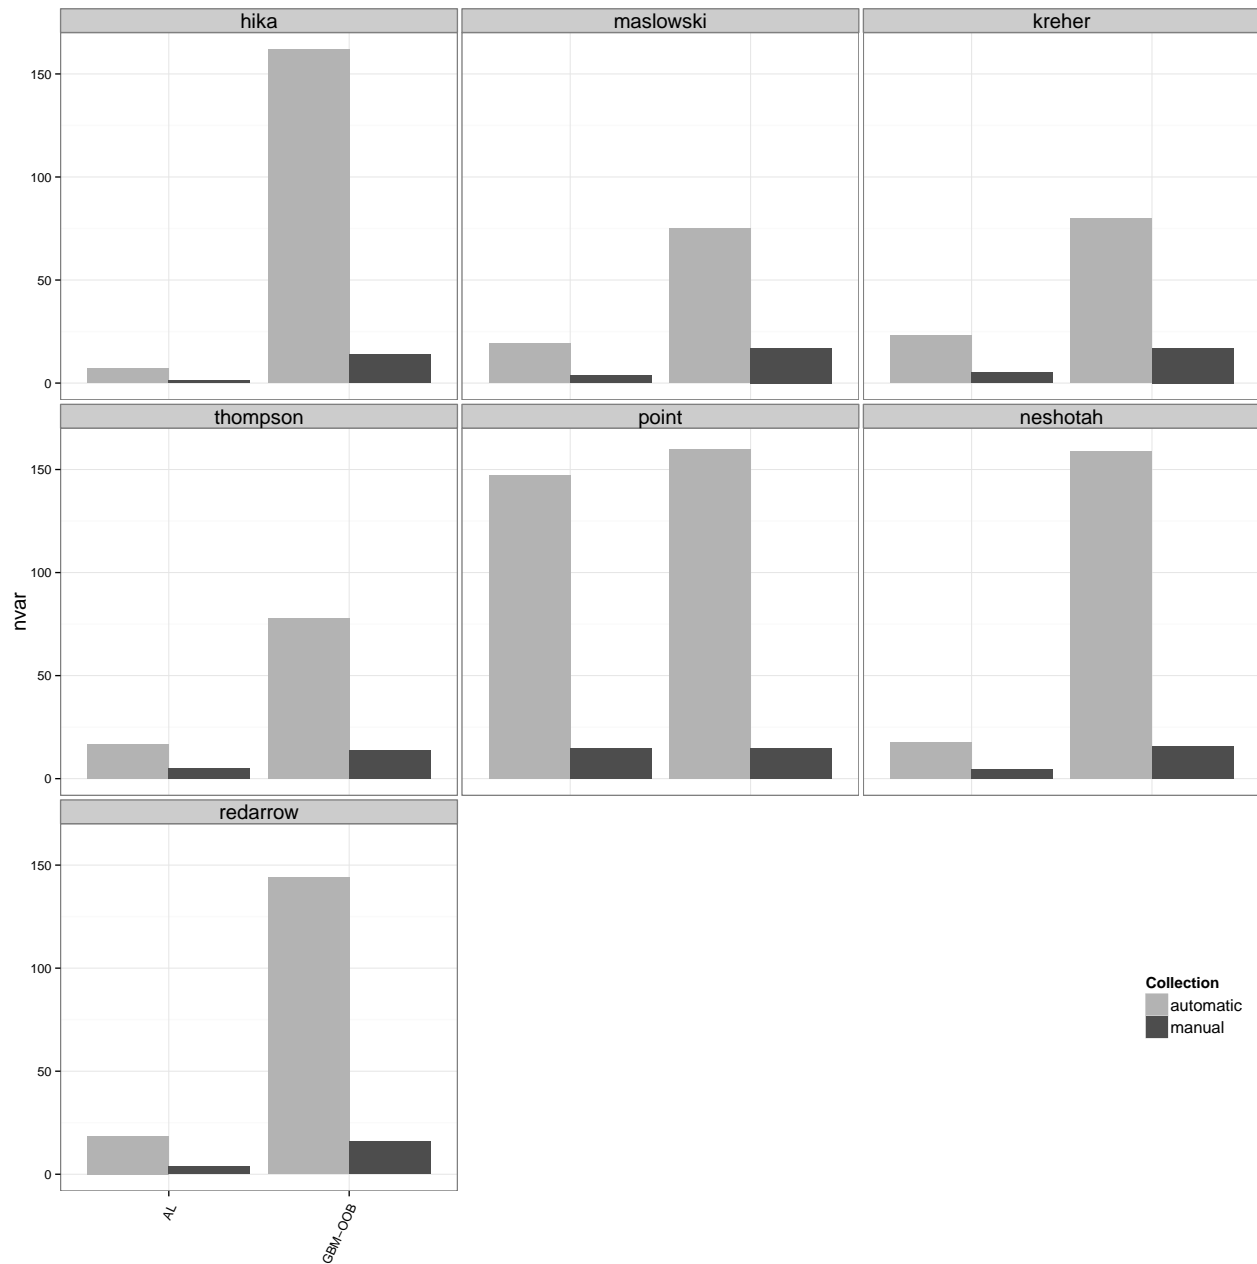 hika
maslowski
kreher
150
100
50
0
thompson
point
neshotah
150
100
50
0
nvar
redarrow
150
100
50
0
Collection
automatic
manual
AL
GBM−OOB